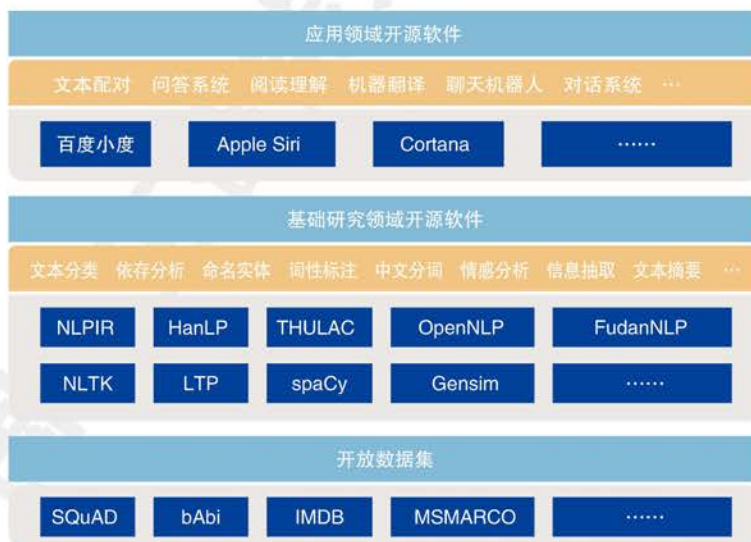 应用领域开源软件
文本配对 问答系统 阅读理解 机器翻译 聊天机器人 对话系统 …
百度小度 Apple Siri Cortana ……
基础研究领域开源软件
文本分类 依存分析 命名实体 词性标注 中文分词 情感分析 信息抽取 文本摘要 …
NLPIR HanLP THULAC OpenNLP FudanNLP
NLTK LTP spaCy Gensim ……
开放数据集
SQuAD bAbi IMDB MSMARCO ……